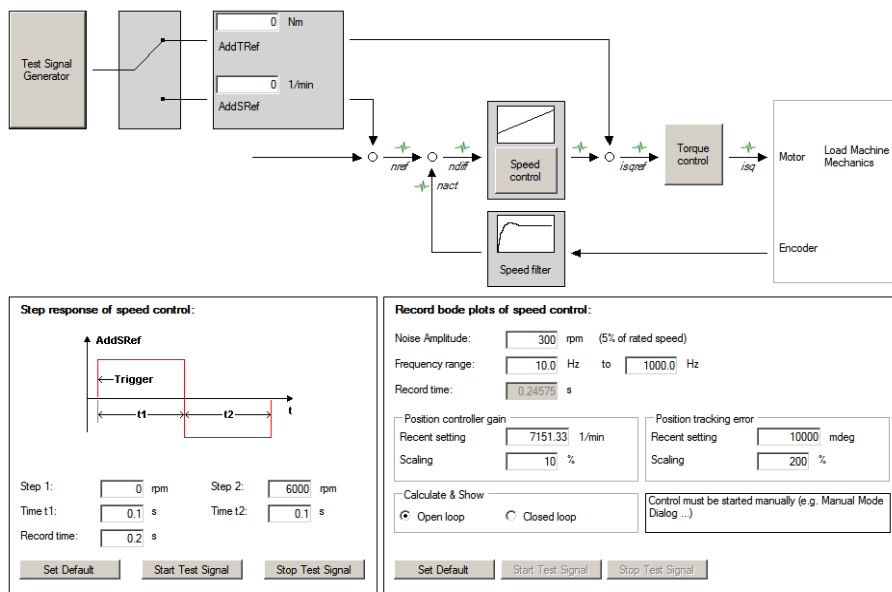 Test Signal
Generator
0 Nm
AddTRef
0 1/min
AddSRef
nref
ndiff
nact
Speed
control
isqref
Torque
control
isq
Motor
Load Machine
Mechanics
Encoder
Speed filter
Step response of speed control:
AddSRef
Trigger
t1
t2
t
Step 1: 0 rpm Step 2: 6000 rpm
Time t1: 0.1 s Time t2: 0.1 s
Record time: 0.2 s
Set Default Start Test Signal Stop Test Signal
Record bode plots of speed control:
Noise Amplitude: 300 rpm (5% of rated speed)
Frequency range: 10.0 Hz to 1000.0 Hz
Record time: 0.24575 s
Position controller gain
Recent setting 7151.33 1/min
Scaling 10 %
Position tracking error
Recent setting 10000 mdeg
Scaling 200 %
Calculate & Show
Open loop Closed loop
Control must be started manually (e.g. Manual Mode
Dialog ...)
Set Default Start Test Signal Stop Test Signal